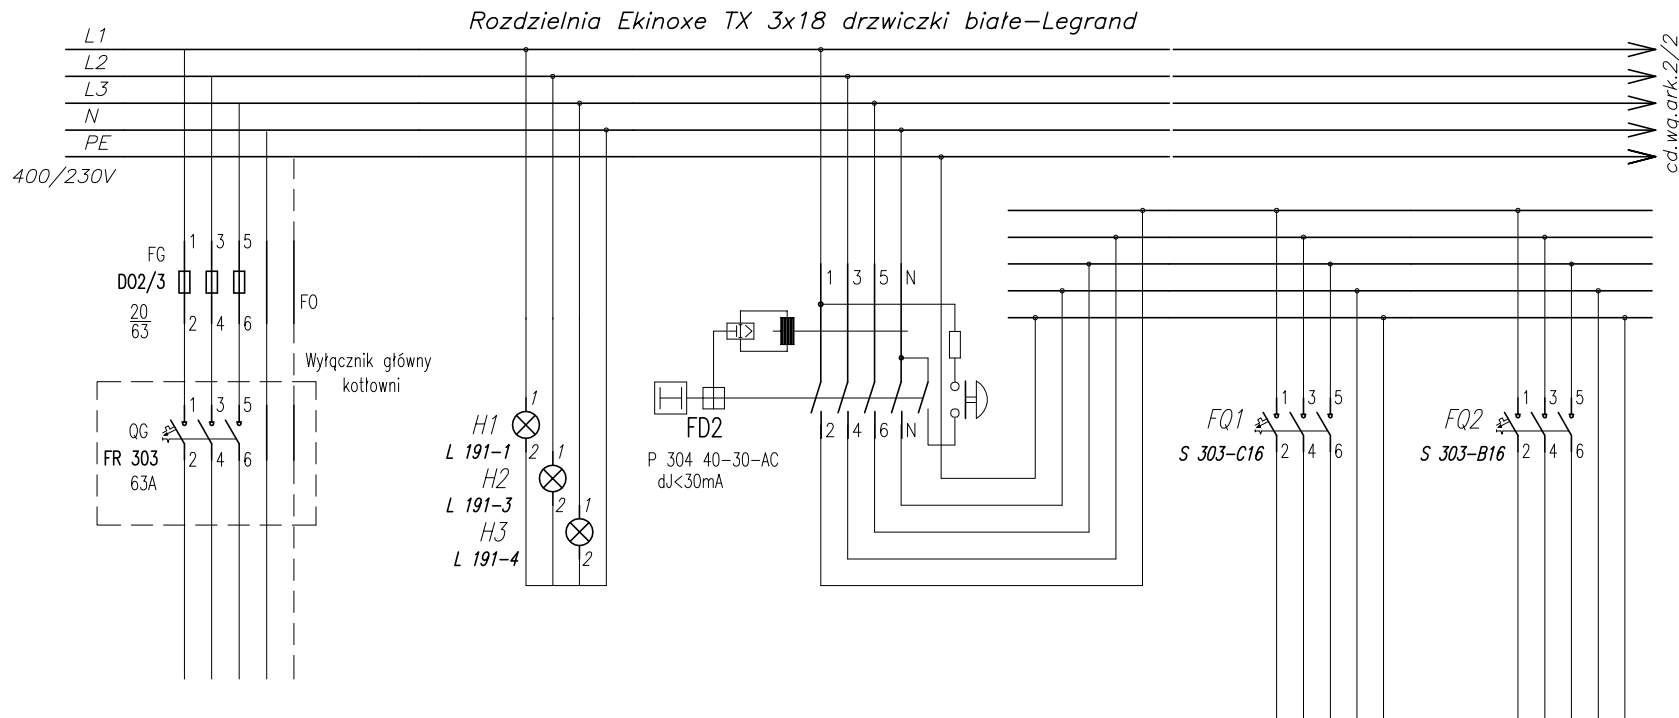 Rozdzielnia Ekinoxe TX 3x18 drzwiczki białe-Legrand
L1
L2
L3
N
PE
400/230V
cd.wg.ark.2/2
FG
D02/3
20
63
1 3 5
2 4 6
FO
Wyłącznik główny
kotłowni
QG
FR 303
63A
1 3 5
2 4 6
H1
L 191-1
1
2
H2
L 191-3
1
2
H3
L 191-4
1
2
1 3 5 N
2 4 6 N
FD2
P 304 40-30-AC
dJ<30mA
FQ1
S 303-C16
1 3 5
2 4 6
FQ2
S 303-B16
1 3 5
2 4 6